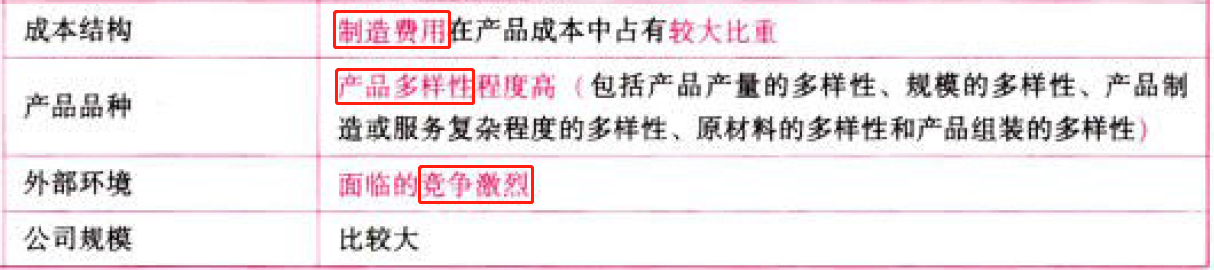 成本结构 制造费用在产品成本中占有较大比重
产品品种 产品多样性程度高（包括产品产量的多样性、规模的多样性、产品制
造或服务复杂程度的多样性、原材料的多样性和产品组装的多样性）
外部环境 面临的竞争激烈
公司规模 比较大